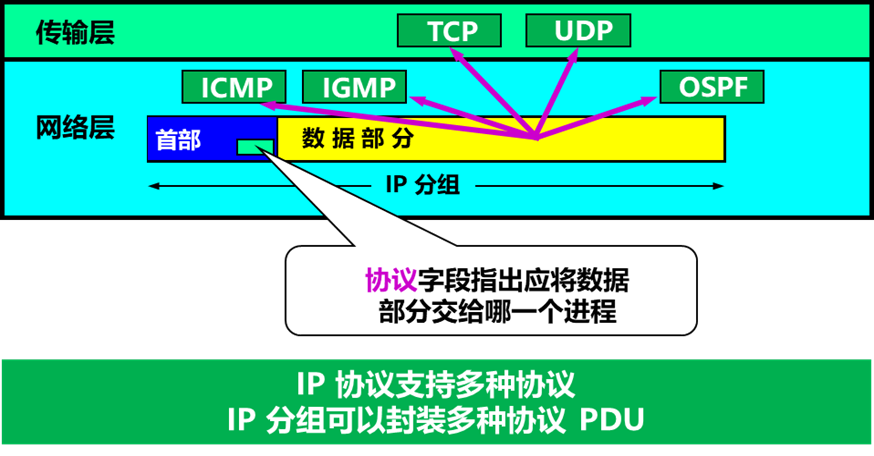 传输层
TCP
UDP
ICMP
IGMP
OSPF
网络层
首部
数据部分
IP 分组
协议字段指出应将数据
部分交给哪一个进程
IP 协议支持多种协议
IP 分组可以封装多种协议 PDU